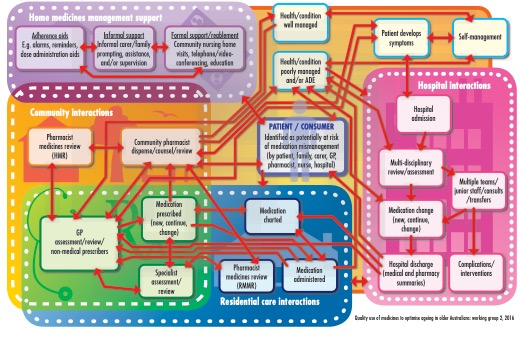 Home medicines management support
Adherence aids
E.g. alarms, reminders,
dose administration aids
Informal support
Informal carer/family
prompting, assistance,
and/or supervision
Formal support/reablement
Community nursing home
visits, telephone/video-
conferencing, education
Health/condition
well managed
Health/condition
poorly managed
and/or ADE
Patient develops
symptoms
Self-management
Hospital interactions
Hospital
admission
Community interactions
Pharmacist
medicines review
(HMR)
Community pharmacist
dispense/counsel/review
PATIENT / CONSUMER
Identified as potentially at risk
of medication mismanagement
(by patient, family, carer, GP,
pharmacist, nurse, hospital)
Multi-disciplinary
review/assessment
Multiple teams/
junior staff/consults
/transfers
Medication change
(new, continue,
change)
Hospital discharge
(medical and pharmacy
summaries)
Complications/
interventions
GP
assessment/review/
non-medical prescribers
Medication
prescribed
(new, continue,
change)
Specialist
assessment/
review
Medication
charted
Pharmacist
medicines review
(RMMR)
Medication
administered
Residential care interactions
Quality use of medicines to optimise ageing in older Australians: working group 2, 2016